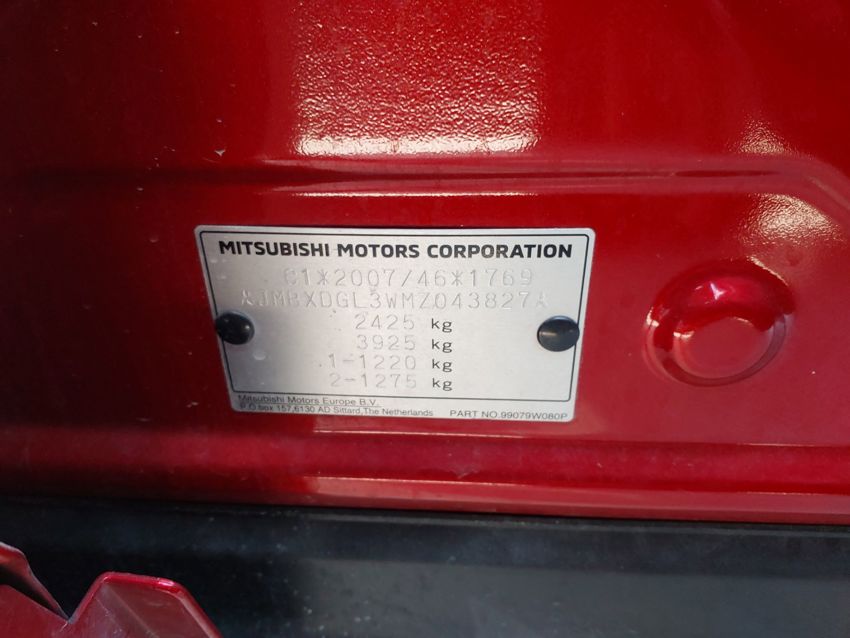 MITSUBISHI MOTORS CORPORATION
e1*2007/46*1769
JMBXDGL3WMZ043827
2425 kg
3925 kg
1-1220 kg
2-1275 kg
Mitsubishi Motors Europe B.V.
P.O box 157,6130 AD Sittard,The Netherlands
PART NO.99079W080P